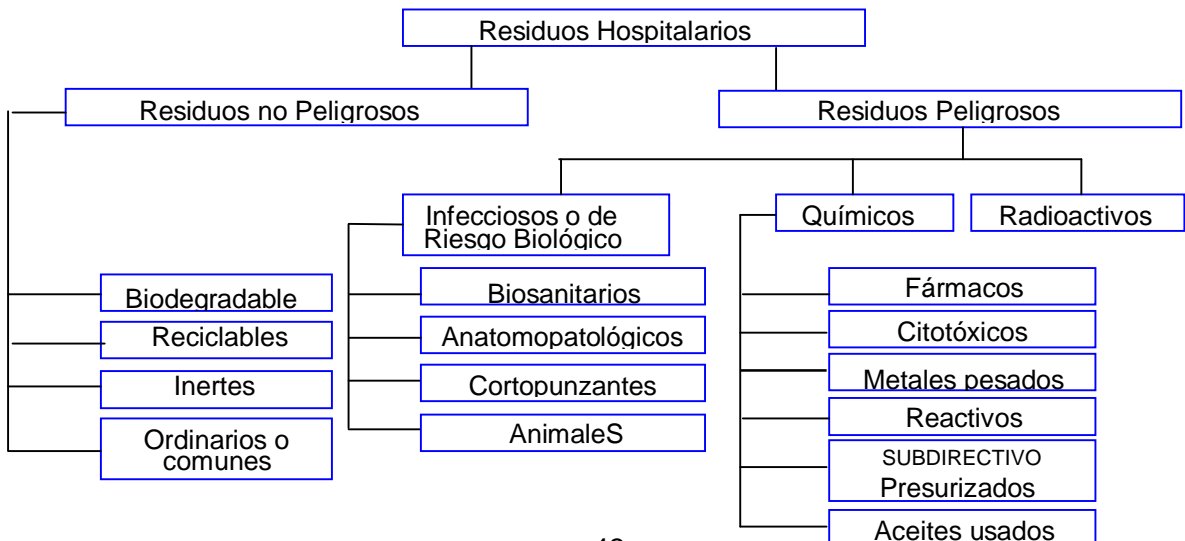 Residuos Hospitalarios
Residuos no Peligrosos
Residuos Peligrosos
Infecciosos o de
Riesgo Biológico
Químicos
Radioactivos
Biodegradable
Reciclables
Inertes
Ordinarios o
comunes
Biosanitarios
Anatomopatológicos
Cortopunzantes
AnimaleS
Fármacos
Citotóxicos
Metales pesados
Reactivos
SUBDIRECTIVO
Presurizados
Aceites usados